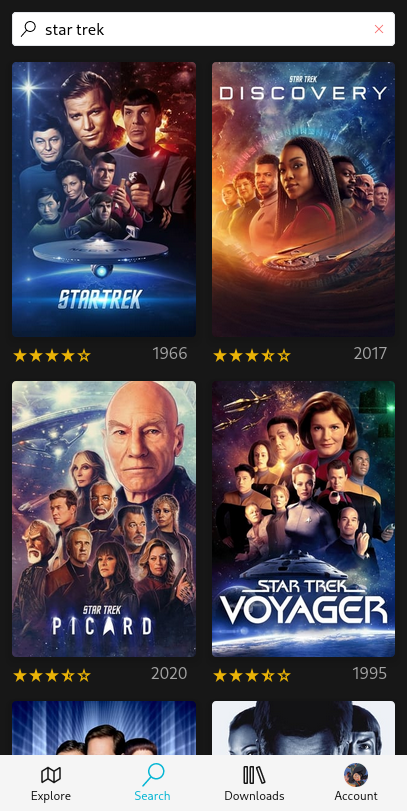 star trek
STAR TREK
STAR TREK
DISCOVERY
1966
2017
STAR TREK
PICARD
STAR TREK
VOYAGER
2020
1995
Explore
Search
Downloads
Account